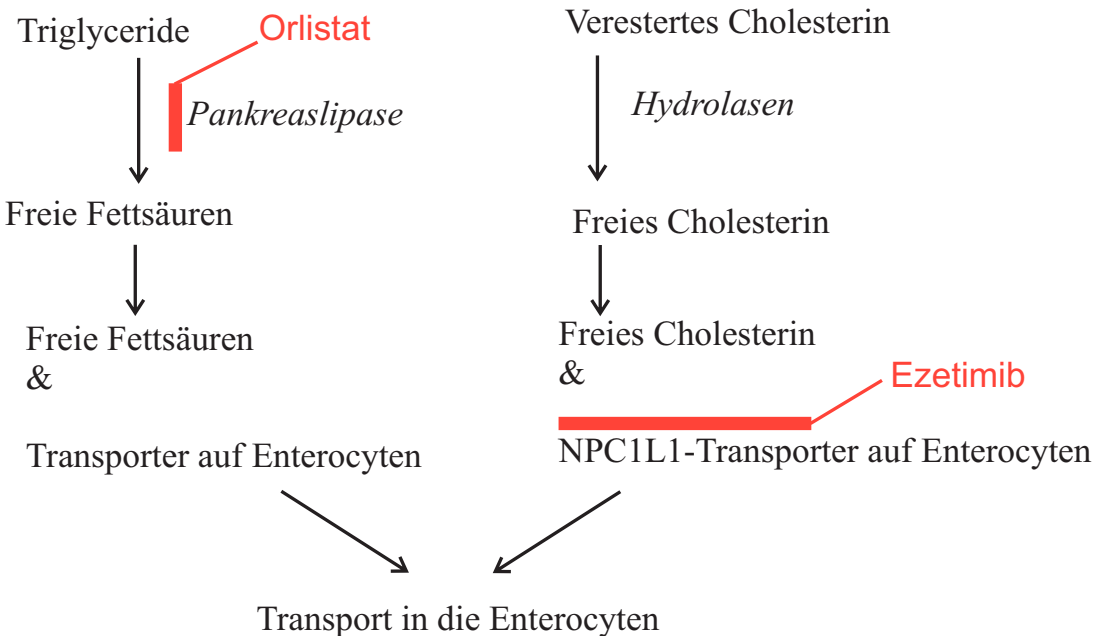 Triglyceride
Orlistat
Pankreaslipase
Freie Fettsäuren
Freie Fettsäuren
&
Transporter auf Enterocyten
Verestertes Cholesterin
Hydrolasen
Freies Cholesterin
Freies Cholesterin
&
Ezetimib
NPC1L1-Transporter auf Enterocyten
Transport in die Enterocyten